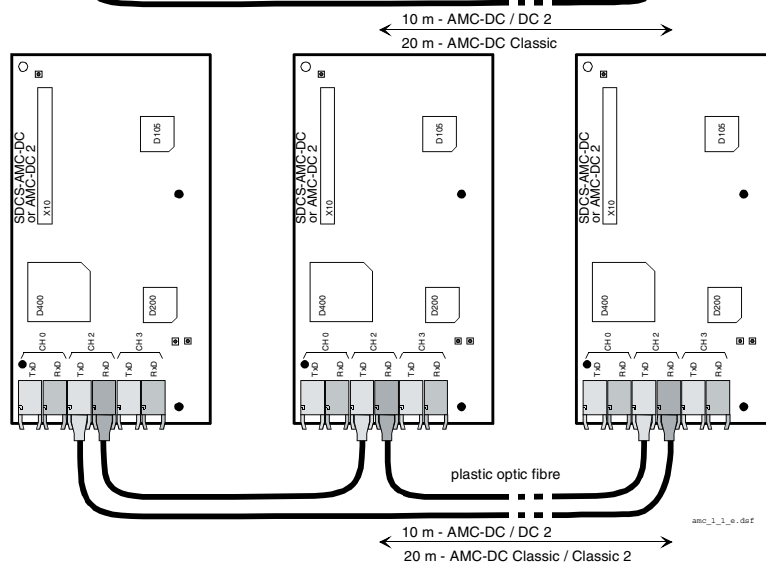 10 m - AMC-DC / DC 2
20 m - AMC-DC Classic
SDCS-AMC-DC
or AMC-DC 2
X10
D105
D400
D200
CH 0
CH 2
CH 3
TxD
RxD
TxD
RxD
TxD
RxD
SDCS-AMC-DC
or AMC-DC 2
X10
D105
D400
D200
CH 0
CH 2
CH 3
TxD
RxD
TxD
RxD
TxD
RxD
SDCS-AMC-DC
or AMC-DC 2
X10
D105
D400
D200
CH 0
CH 2
CH 3
TxD
RxD
TxD
RxD
TxD
RxD
plastic optic fibre
amc_1_1_e.dsf
10 m - AMC-DC / DC 2
20 m - AMC-DC Classic / Classic 2